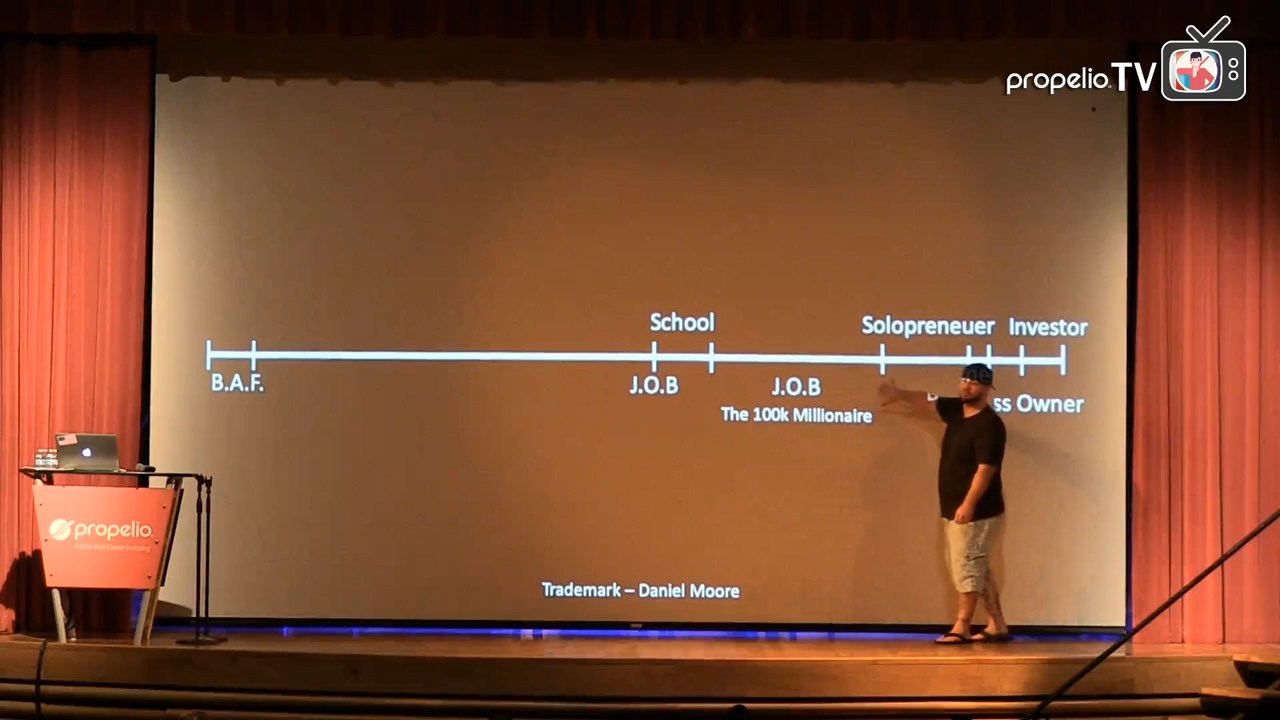 propelio.TV
School
Solopreneuer
Investor
B.A.F.
J.O.B
J.O.B
The 100k Millionaire
ss Owner
propelio.
Trademark – Daniel Moore